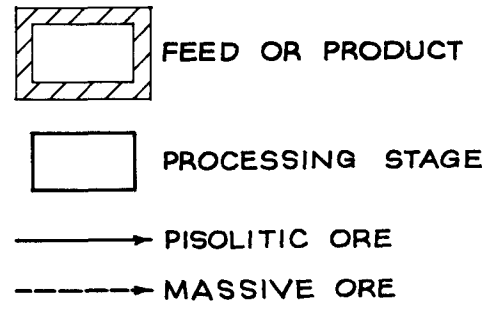 FEED OR PRODUCT
PROCESSING STAGE
PISOLITIC ORE
MASSIVE ORE